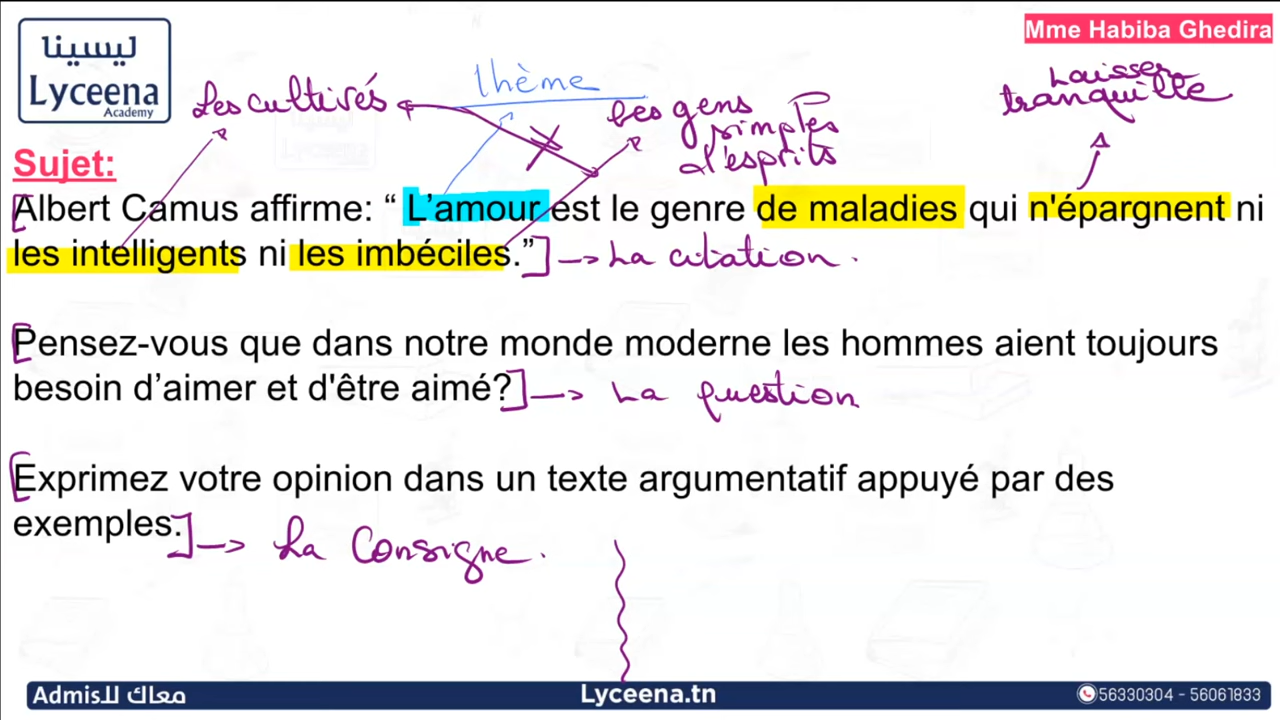 ليسينا
Lyceena
Academy
Mme Habiba Ghedira
thème
Laisser
tranquille
Les cultivés
Les gens
simples
d'esprits
Sujet:
Albert Camus affirme: “ L’amour est le genre de maladies qui n'épargnent ni
les intelligents ni les imbéciles.”
La citation.
Pensez-vous que dans notre monde moderne les hommes aient toujours
besoin d’aimer et d'être aimé?
La question
Exprimez votre opinion dans un texte argumentatif appuyé par des
exemples.
La Consigne.
معاك للـ Admis
Lyceena.tn
56330304 - 56061833